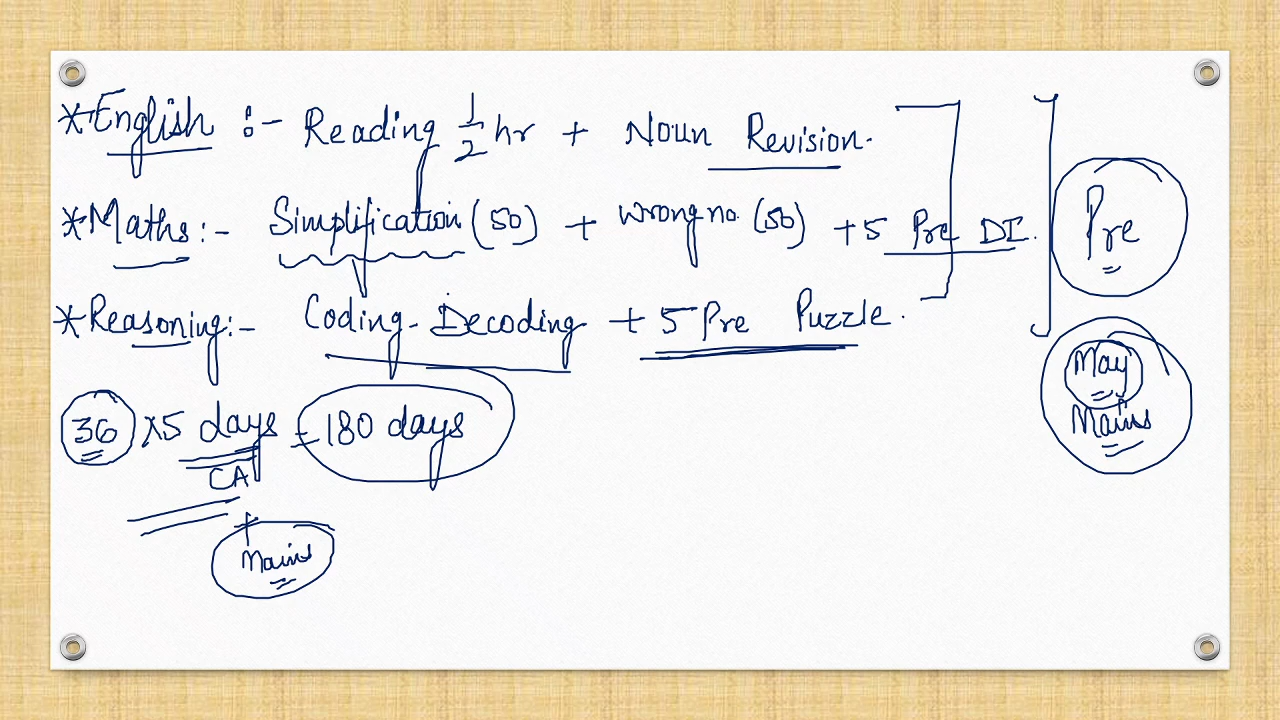 *English :- Reading 1/2 hr + Noun Revision.
*Maths:- Simplification (50) + wrong no. (50) + 5 Pre DI.
Pre
*Reasoning:- Coding-Decoding + 5 Pre Puzzle.
May
Mains
36 x5 days = 180 days
CA
+
Mains